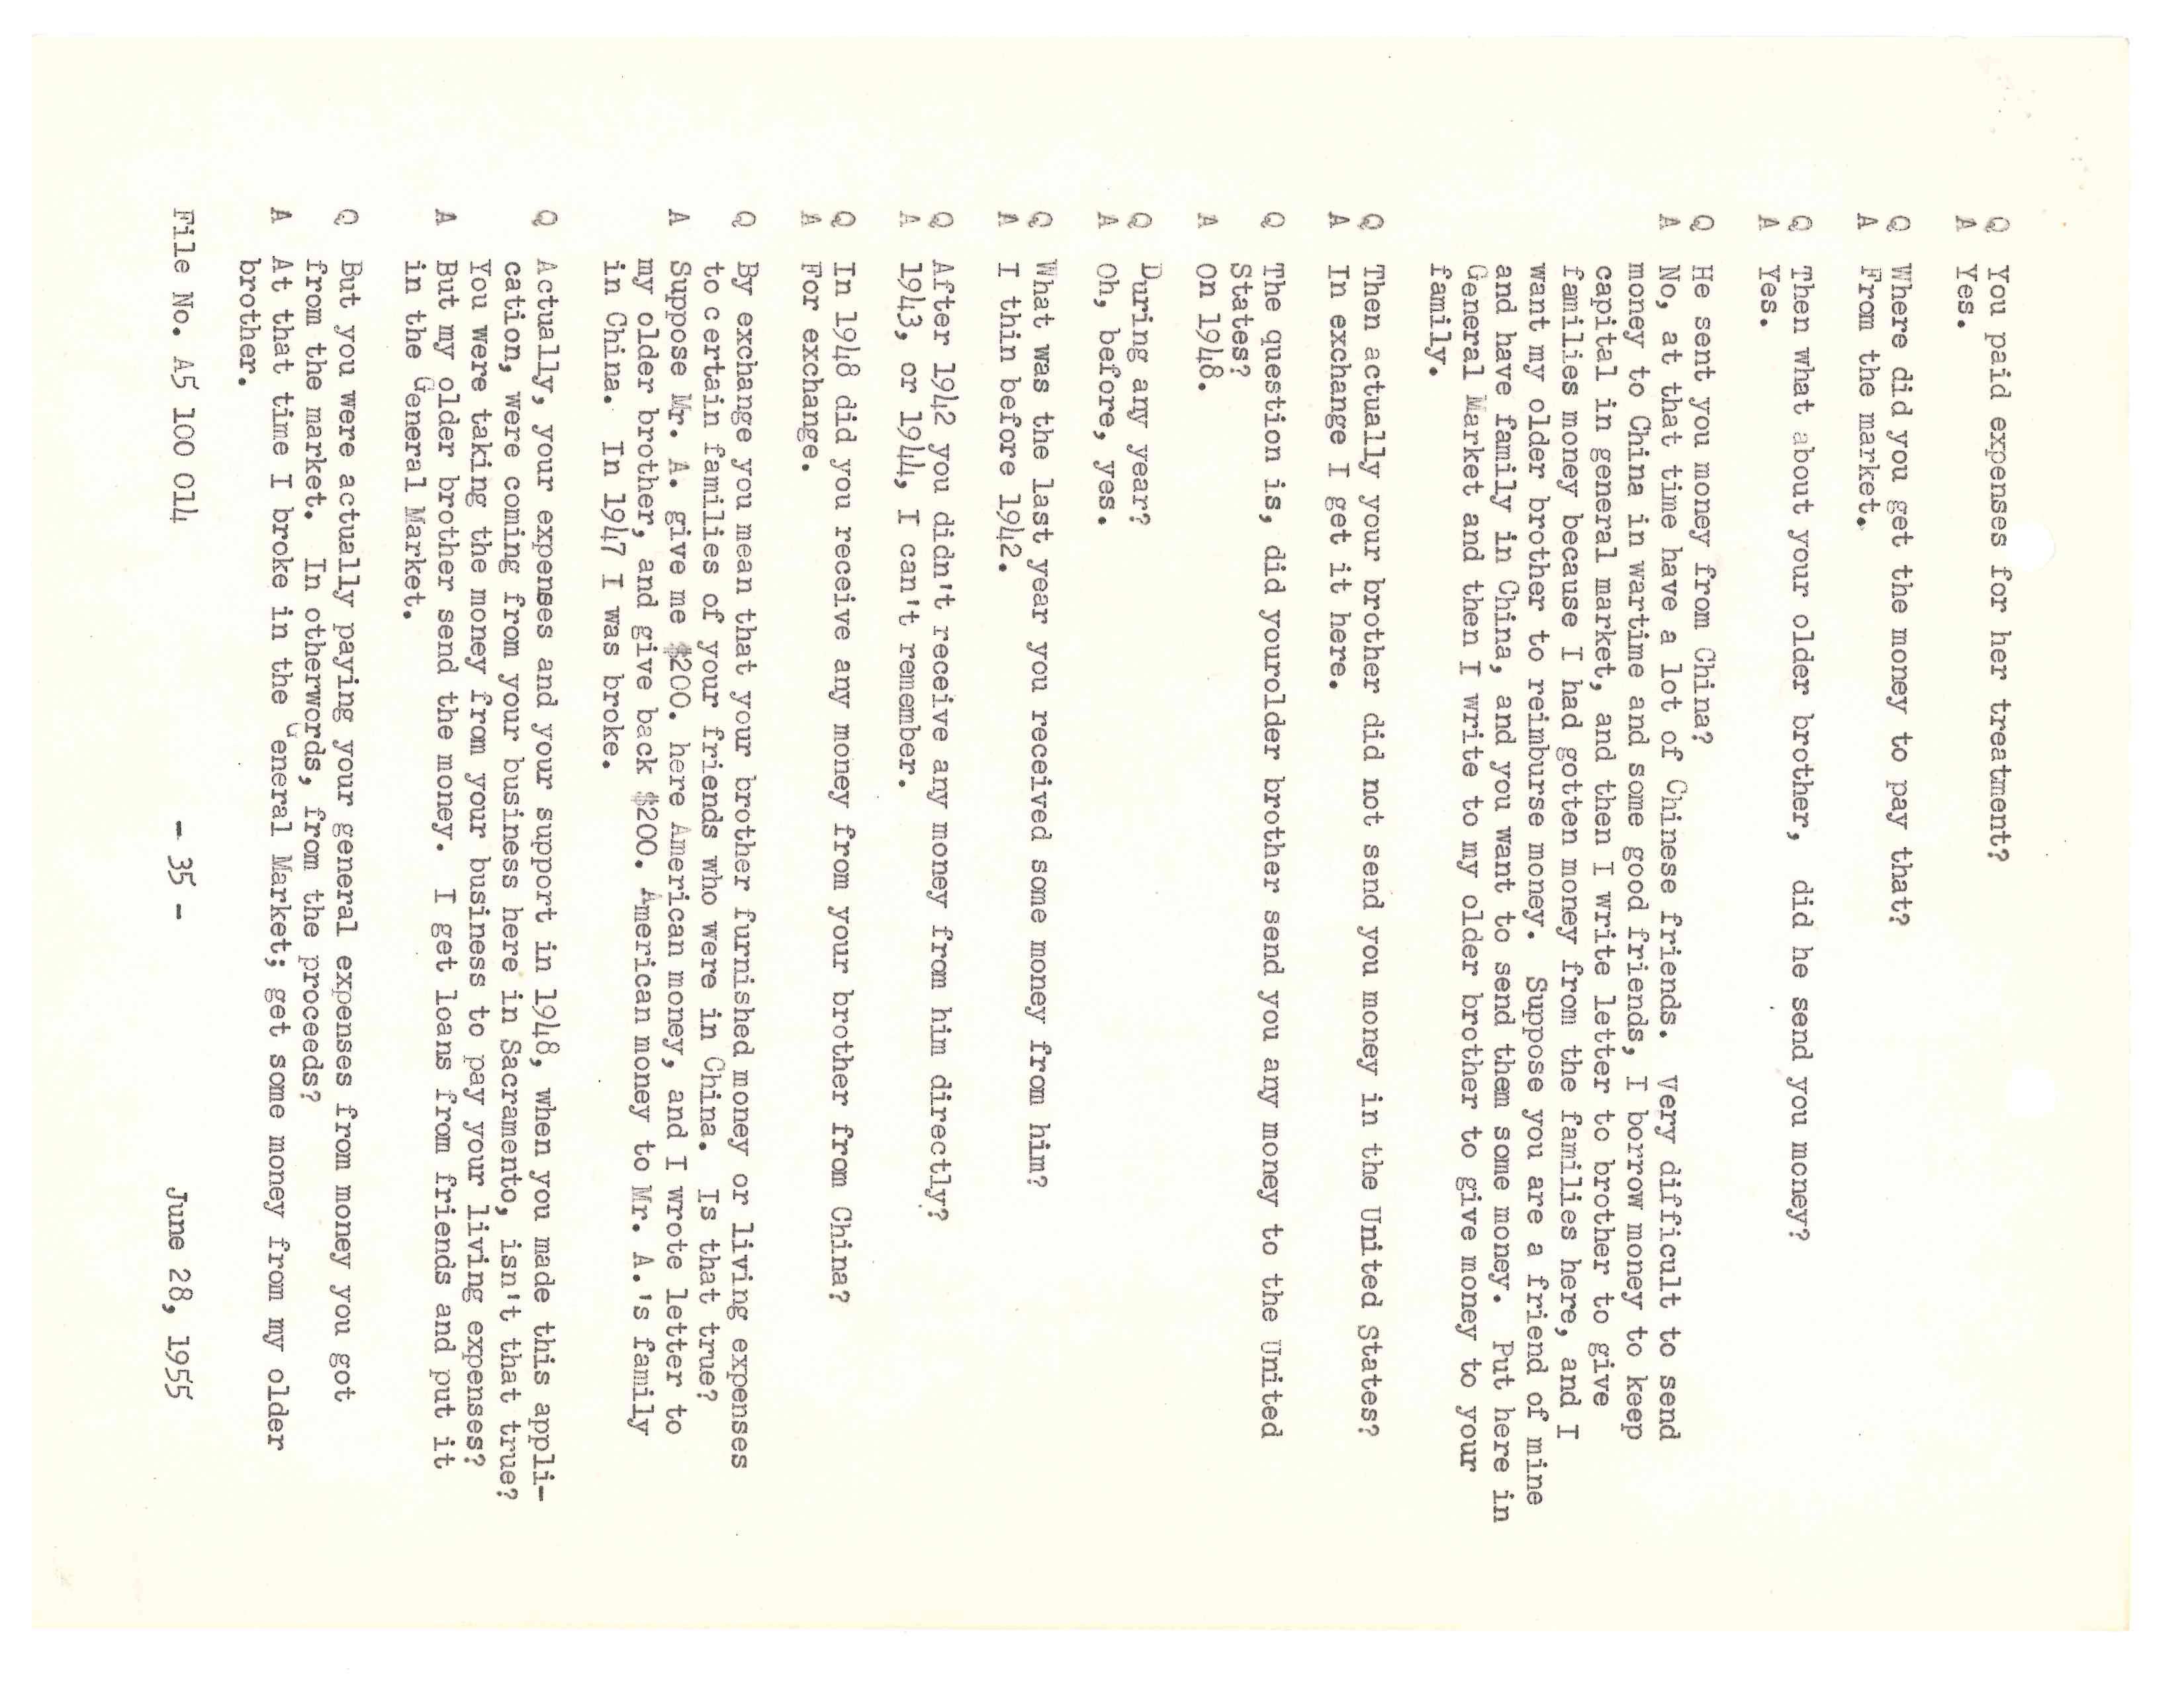 Q You paid expenses for her treatment?
A Yes.
Q Where did you get the money to pay that?
A From the market.
Q Then what about your older brother, did he send you money?
A Yes.
Q He sent you money from China?
A No, at that time have a lot of Chinese friends. Very difficult to send
money to China in wartime and some good friends, I borrow money to keep
capital in general market, and then I write letter to brother to give
families money because I had gotten money from the families here, and I
want my older brother to reimburse money. Suppose you are a friend of mine
and have family in China, and you want to send them some money. Put here in
General Market and then I write to my older brother to give money to your
family.
Q Then actually your brother did not send you money in the United States?
A In exchange I get it here.
Q The question is, did yourolder brother send you any money to the United
States?
A On 1948.
Q During any year?
A Oh, before, yes.
Q What was the last year you received some money from him?
A I thin before 1942.
Q After 1942 you didn't receive any money from him directly?
A 1943, or 1944, I can't remember.
Q In 1948 did you receive any money from your brother from China?
A For exchange.
Q By exchange you mean that your brother furnished money or living expenses
to c ertain families of your friends who were in China. Is that true?
A Suppose Mr. A. give me $200. here American money, and I wrote letter to
my older brother, and give back $200. American money to Mr. A.'s family
in China. In 1947 I was broke.
Q Actually, your expenses and your support in 1948, when you made this appli-
cation, were coming from your business here in Sacramento, isn't that true?
You were taking the money from your business to pay your living expenses?
A But my older brother send the money. I get loans from friends and put it
in the General Market.
Q But you were actually paying your general expenses from money you got
from the market. In otherwords, from the proceeds?
A At that time I broke in the General Market; get some money from my older
brother.
File No. A5 100 014 - 35 - June 28, 1955